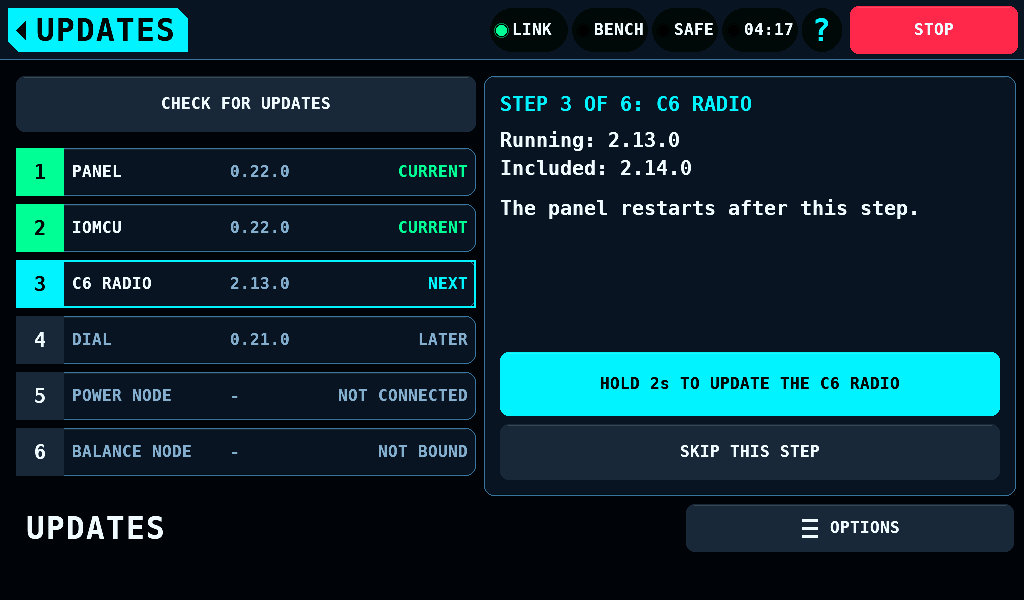 UPDATES
LINK
BENCH
SAFE
04:17
?
STOP
CHECK FOR UPDATES
1 PANEL 0.22.0 CURRENT
2 IOMCU 0.22.0 CURRENT
3 C6 RADIO 2.13.0 NEXT
4 DIAL 0.21.0 LATER
5 POWER NODE - NOT CONNECTED
6 BALANCE NODE - NOT BOUND
STEP 3 OF 6: C6 RADIO
Running: 2.13.0
Included: 2.14.0
The panel restarts after this step.
HOLD 2s TO UPDATE THE C6 RADIO
SKIP THIS STEP
UPDATES
OPTIONS